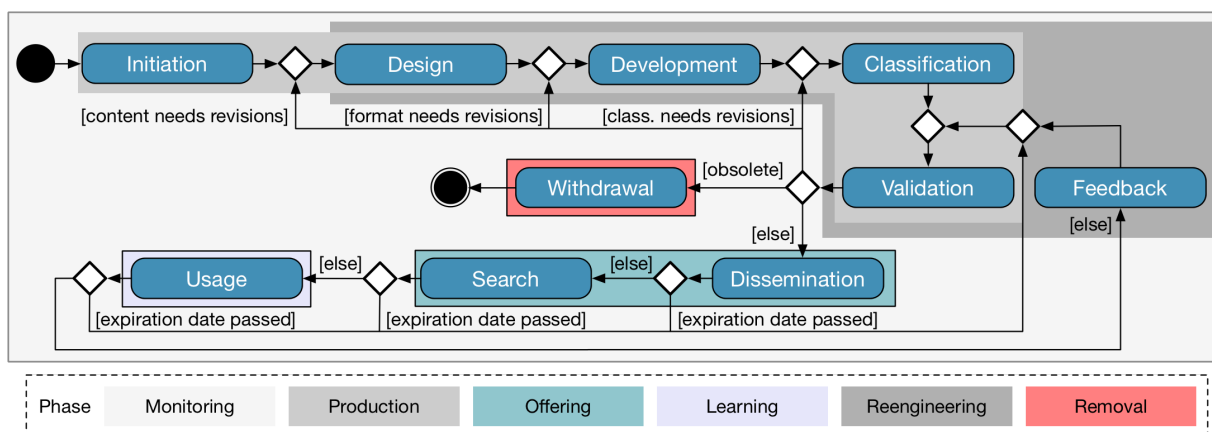 Initiation
Design
Development
Classification
[content needs revisions]
[format needs revisions]
[class. needs revisions]
Withdrawal
[obsolete]
Validation
Feedback
[else]
[else]
Usage
[else]
Search
[else]
Dissemination
[expiration date passed]
[expiration date passed]
[expiration date passed]
Phase
Monitoring
Production
Offering
Learning
Reengineering
Removal